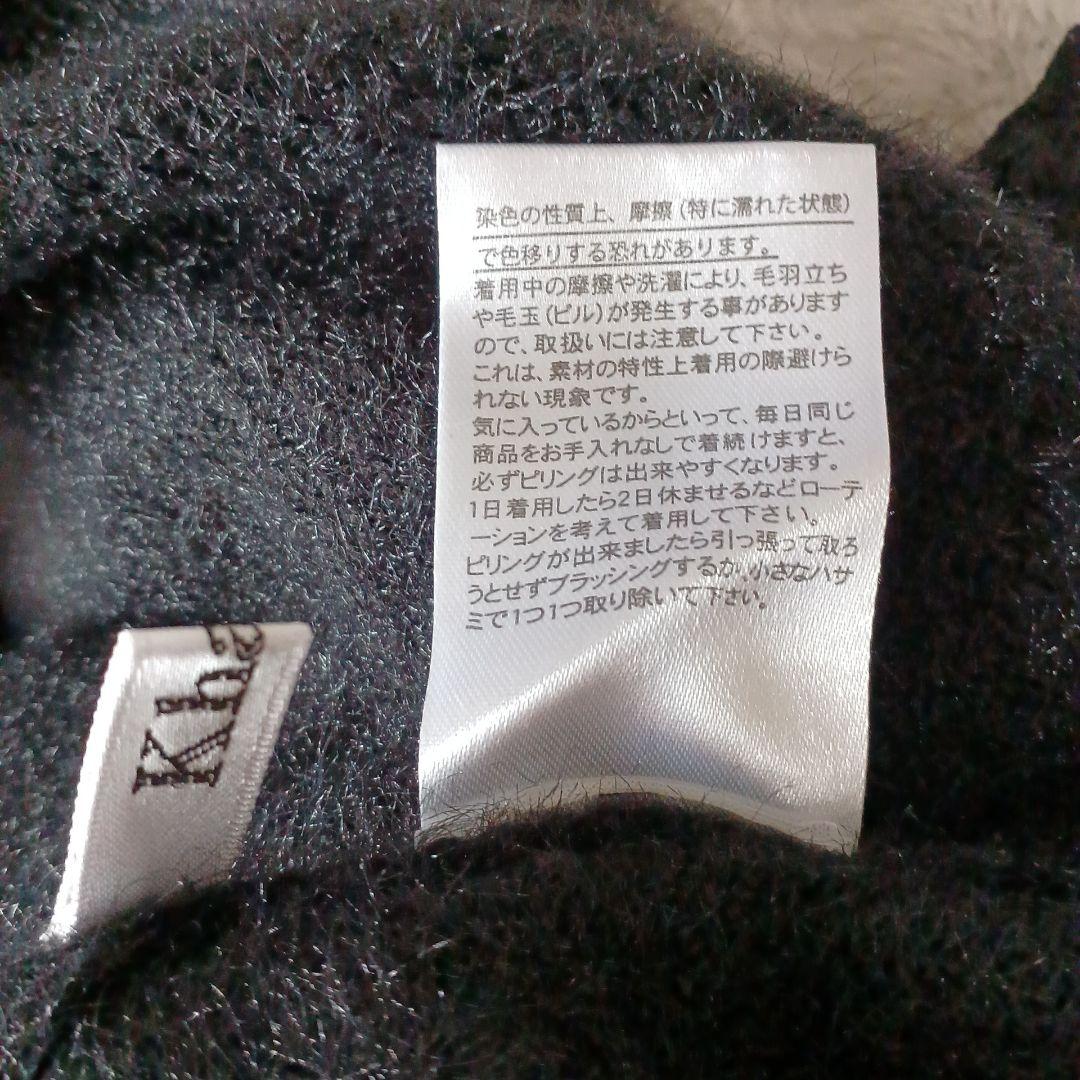 染色の性質上、摩擦(特に濡れた状態)
で色移りする恐れがあります。
着用中の摩擦や洗濯により、毛羽立ち
や毛玉(ピル)が発生する事があります
ので、取扱いには注意して下さい。
これは、素材の特性上着用の際避けら
れない現象です。
気に入っているからといって、毎日同じ
商品をお手入れなしで着続けますと、
必ずピリングは出来やすくなります。
1日着用したら2日休ませるなどローテ
ーションを考えて着用して下さい。
ピリングが出来ましたら引っ張って取ろ
うとせずブラッシングするか、小さなハサ
ミで1つ1つ取り除いて下さい。
Kha